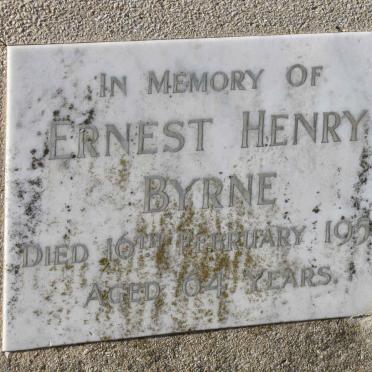 IN MEMORY OF
ERNEST HENRY
BYRNE
DIED 16TH FEBRUARY
AGED 64 YEARS.